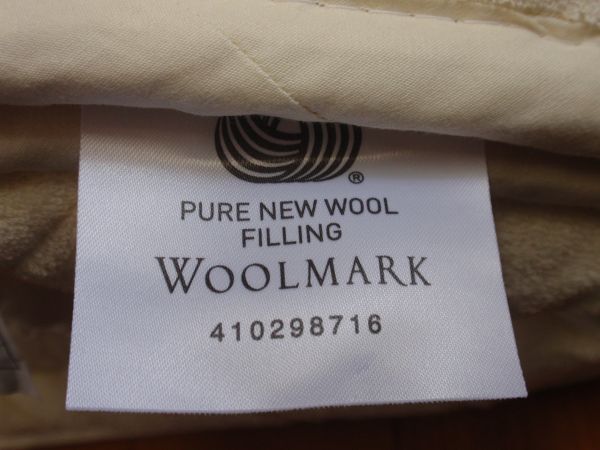 ®
PURE NEW WOOL
FILLING
WOOLMARK
410298716